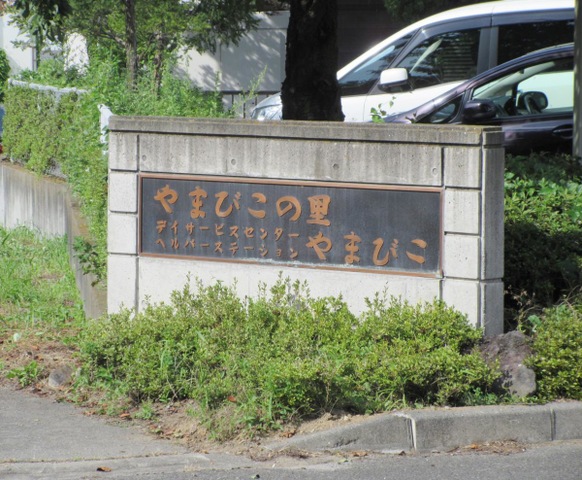 やまびこの里
デイサービスセンター
ヘルパーステーション
やまびこ